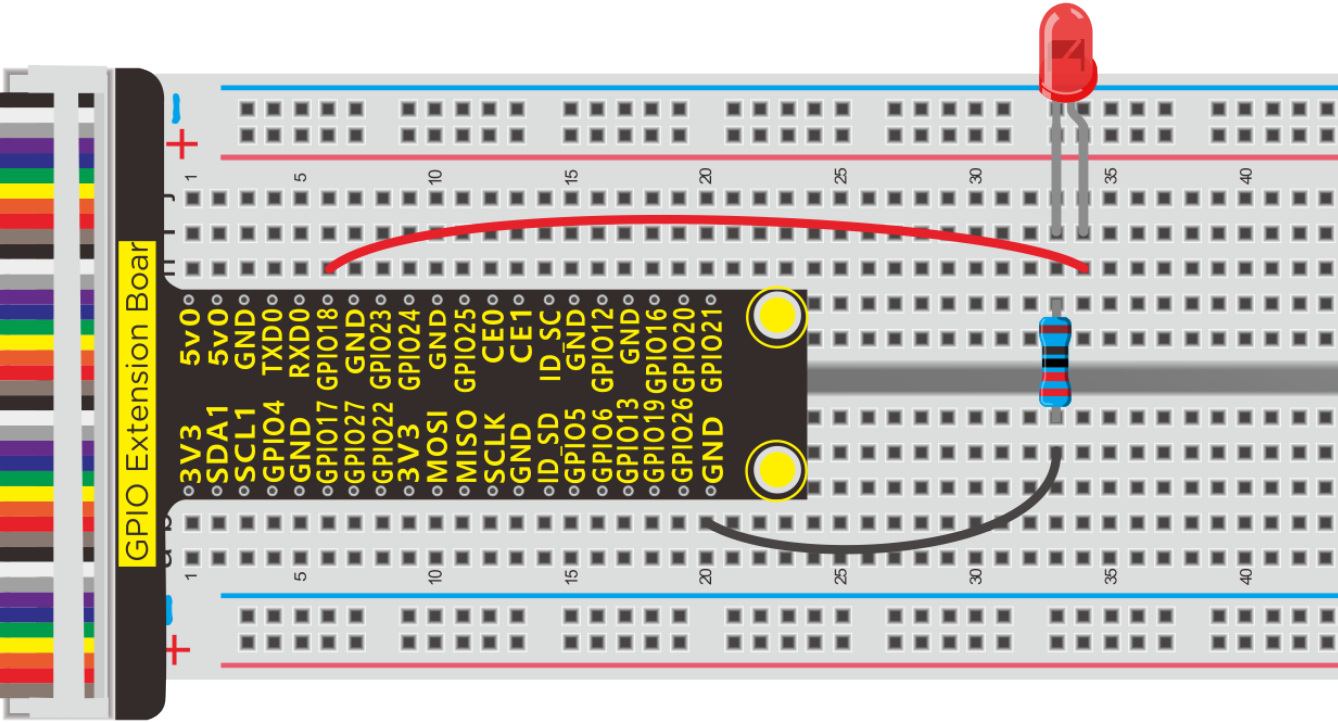 − 
+
1 5 10 15 20 25 30 35 40
j
i
h
GPIO Extension Boar
5v0 5v0 GND TXD0 RXD0 GPIO18 GND GPIO23 GPIO24 GND GPIO25 CE0 CE1 ID_SC GND GPIO12 GND GPIO16 GPIO20 GPIO21
3V3 SDA1 SCL1 GPIO4 GND GPIO17 GPIO27 GPIO22 3V3 MOSI MISO SCLK GND ID_SD GPIO5 GPIO6 GPIO13 GPIO19 GPIO26 GND
b
a
1 5 10 15 20 25 30 35 40
−
+